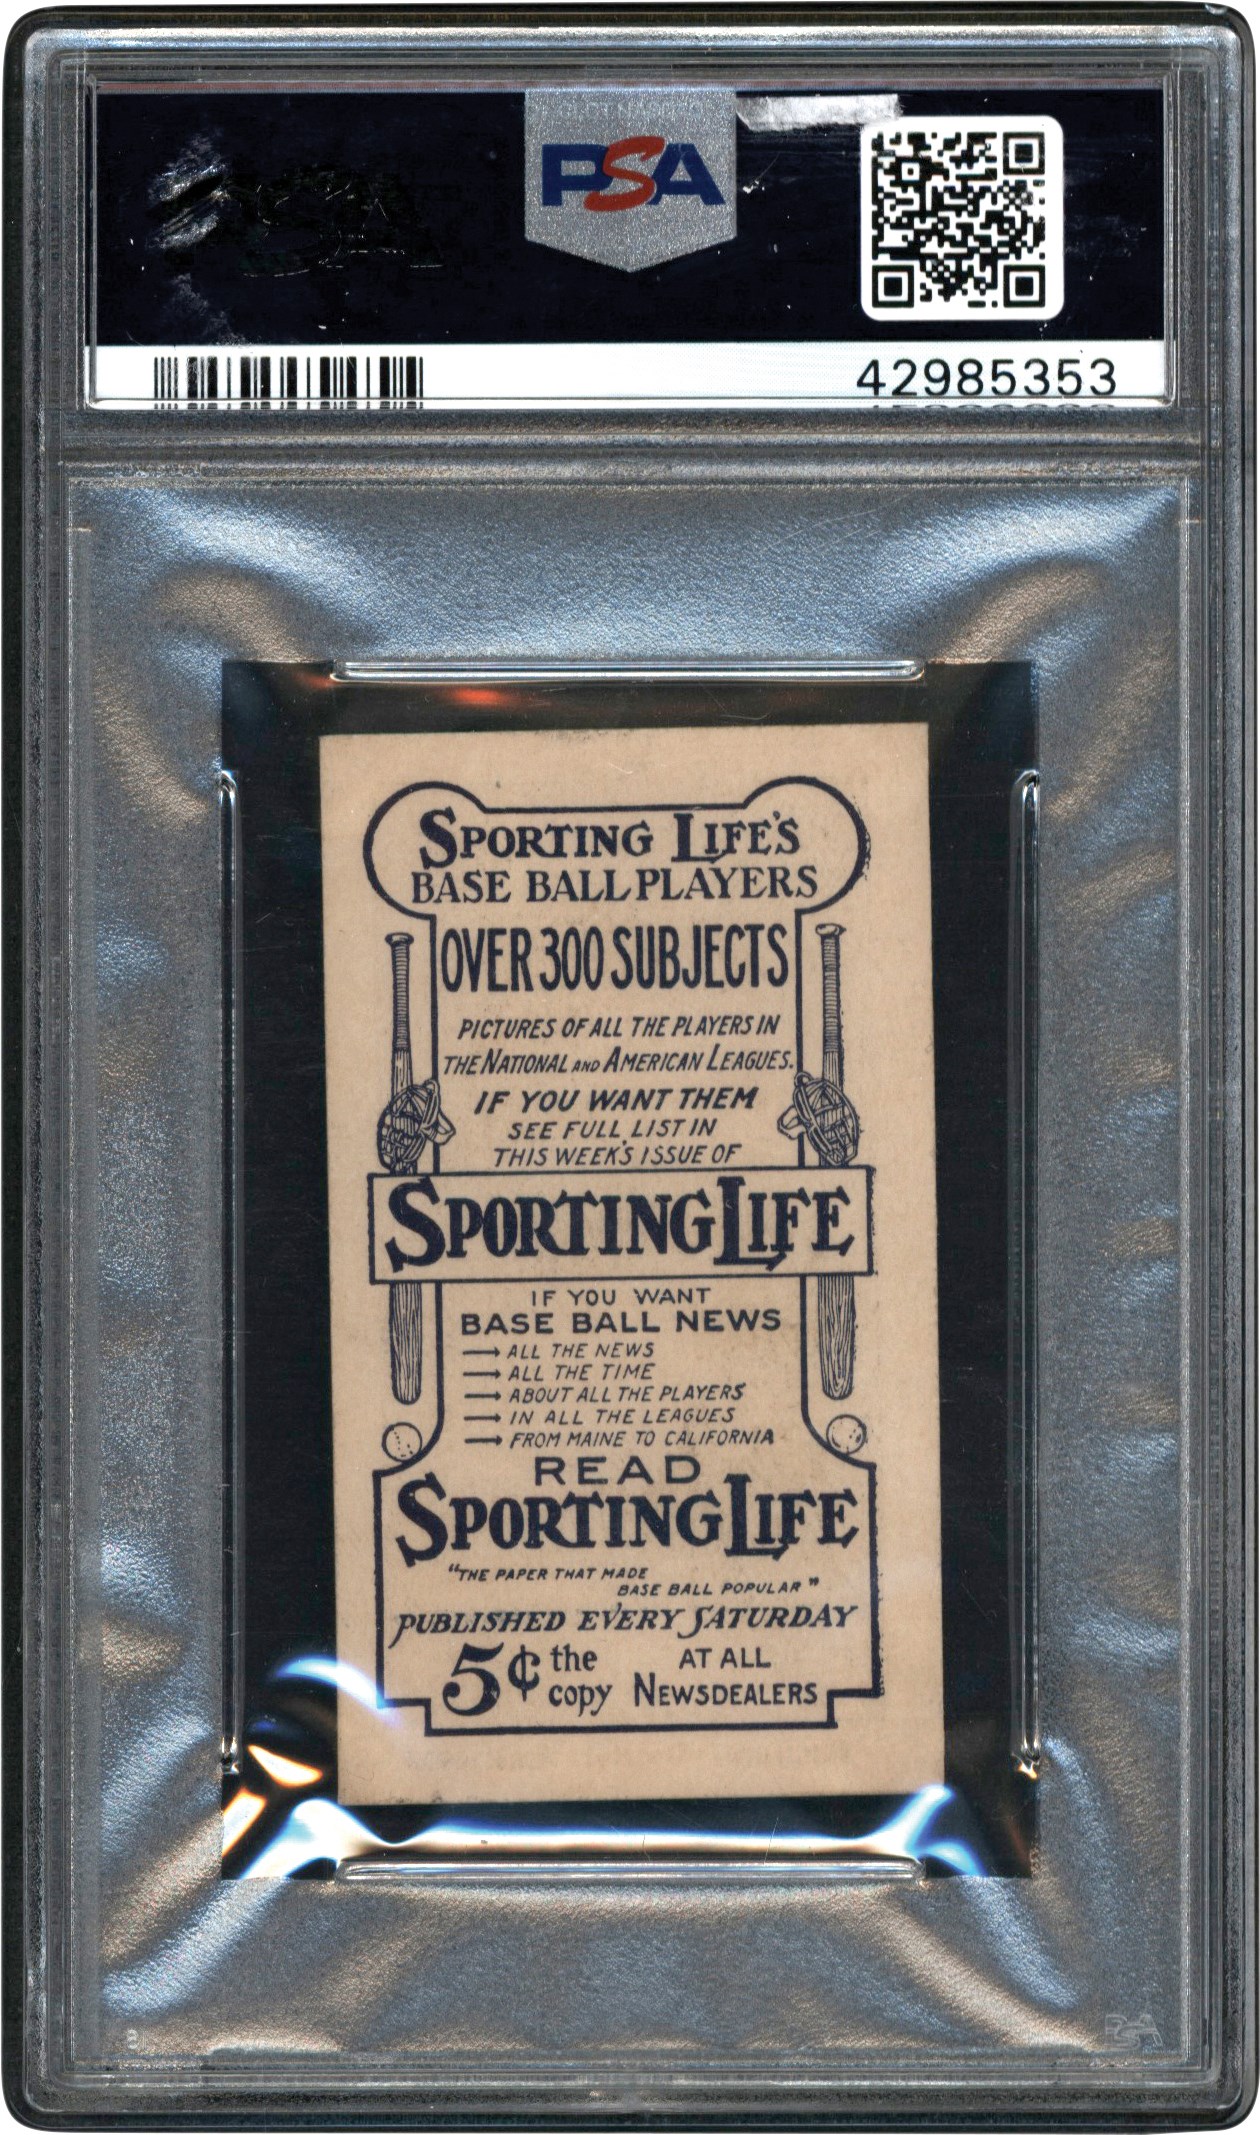 PSA
42985353
SPORTING LIFE'S
BASE BALL PLAYERS
OVER 300 SUBJECTS
PICTURES OF ALL THE PLAYERS IN
THE NATIONAL AND AMERICAN LEAGUES.
IF YOU WANT THEM
SEE FULL LIST IN
THIS WEEK'S ISSUE OF
SPORTING LIFE
IF YOU WANT
BASE BALL NEWS
→ ALL THE NEWS
→ ALL THE TIME
→ ABOUT ALL THE PLAYERS
→ IN ALL THE LEAGUES
→ FROM MAINE TO CALIFORNIA
READ
SPORTING LIFE
"THE PAPER THAT MADE
BASE BALL POPULAR"
PUBLISHED EVERY SATURDAY
5¢ the copy AT ALL NEWSDEALERS
PSA